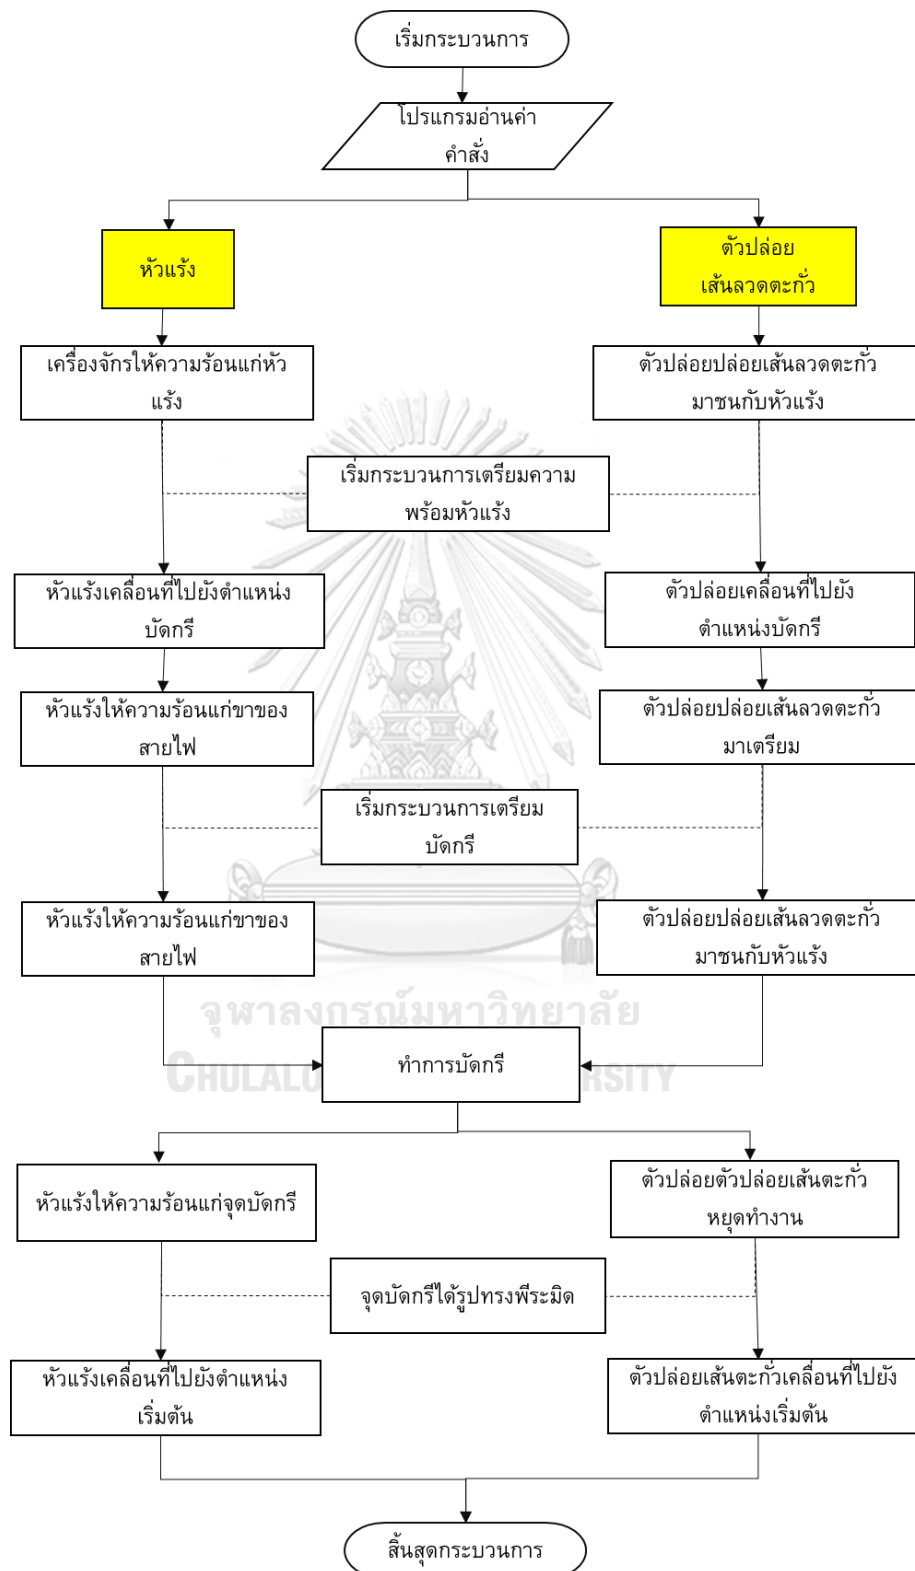 เริ่มกระบวนการ
โปรแกรมอ่านค่า
คำสั่ง
หัวแร้ง
ตัวปล่อย
เส้นลวดตะกั่ว
เครื่องจักรให้ความร้อนแก่หัว
แร้ง
ตัวปล่อยปล่อยเส้นลวดตะกั่ว
มาชนกับหัวแร้ง
เริ่มกระบวนการเตรียมความ
พร้อมหัวแร้ง
หัวแร้งเคลื่อนที่ไปยังตำแหน่ง
บัดกรี
ตัวปล่อยเคลื่อนที่ไปยัง
ตำแหน่งบัดกรี
หัวแร้งให้ความร้อนแก่ขาของ
สายไฟ
ตัวปล่อยปล่อยเส้นลวดตะกั่ว
มาเตรียม
เริ่มกระบวนการเตรียม
บัดกรี
หัวแร้งให้ความร้อนแก่ขาของ
สายไฟ
ตัวปล่อยปล่อยเส้นลวดตะกั่ว
มาชนกับหัวแร้ง
จุฬาลงกรณ์มหาวิทยาลัย
ทำการบัดกรี
หัวแร้งให้ความร้อนแก่จุดบัดกรี
ตัวปล่อยตัวปล่อยเส้นตะกั่ว
หยุดทำงาน
จุดบัดกรีได้รูปทรงพีระมิด
หัวแร้งเคลื่อนที่ไปยังตำแหน่ง
เริ่มต้น
ตัวปล่อยเส้นตะกั่วเคลื่อนที่ไปยัง
ตำแหน่งเริ่มต้น
สิ้นสุดกระบวนการ